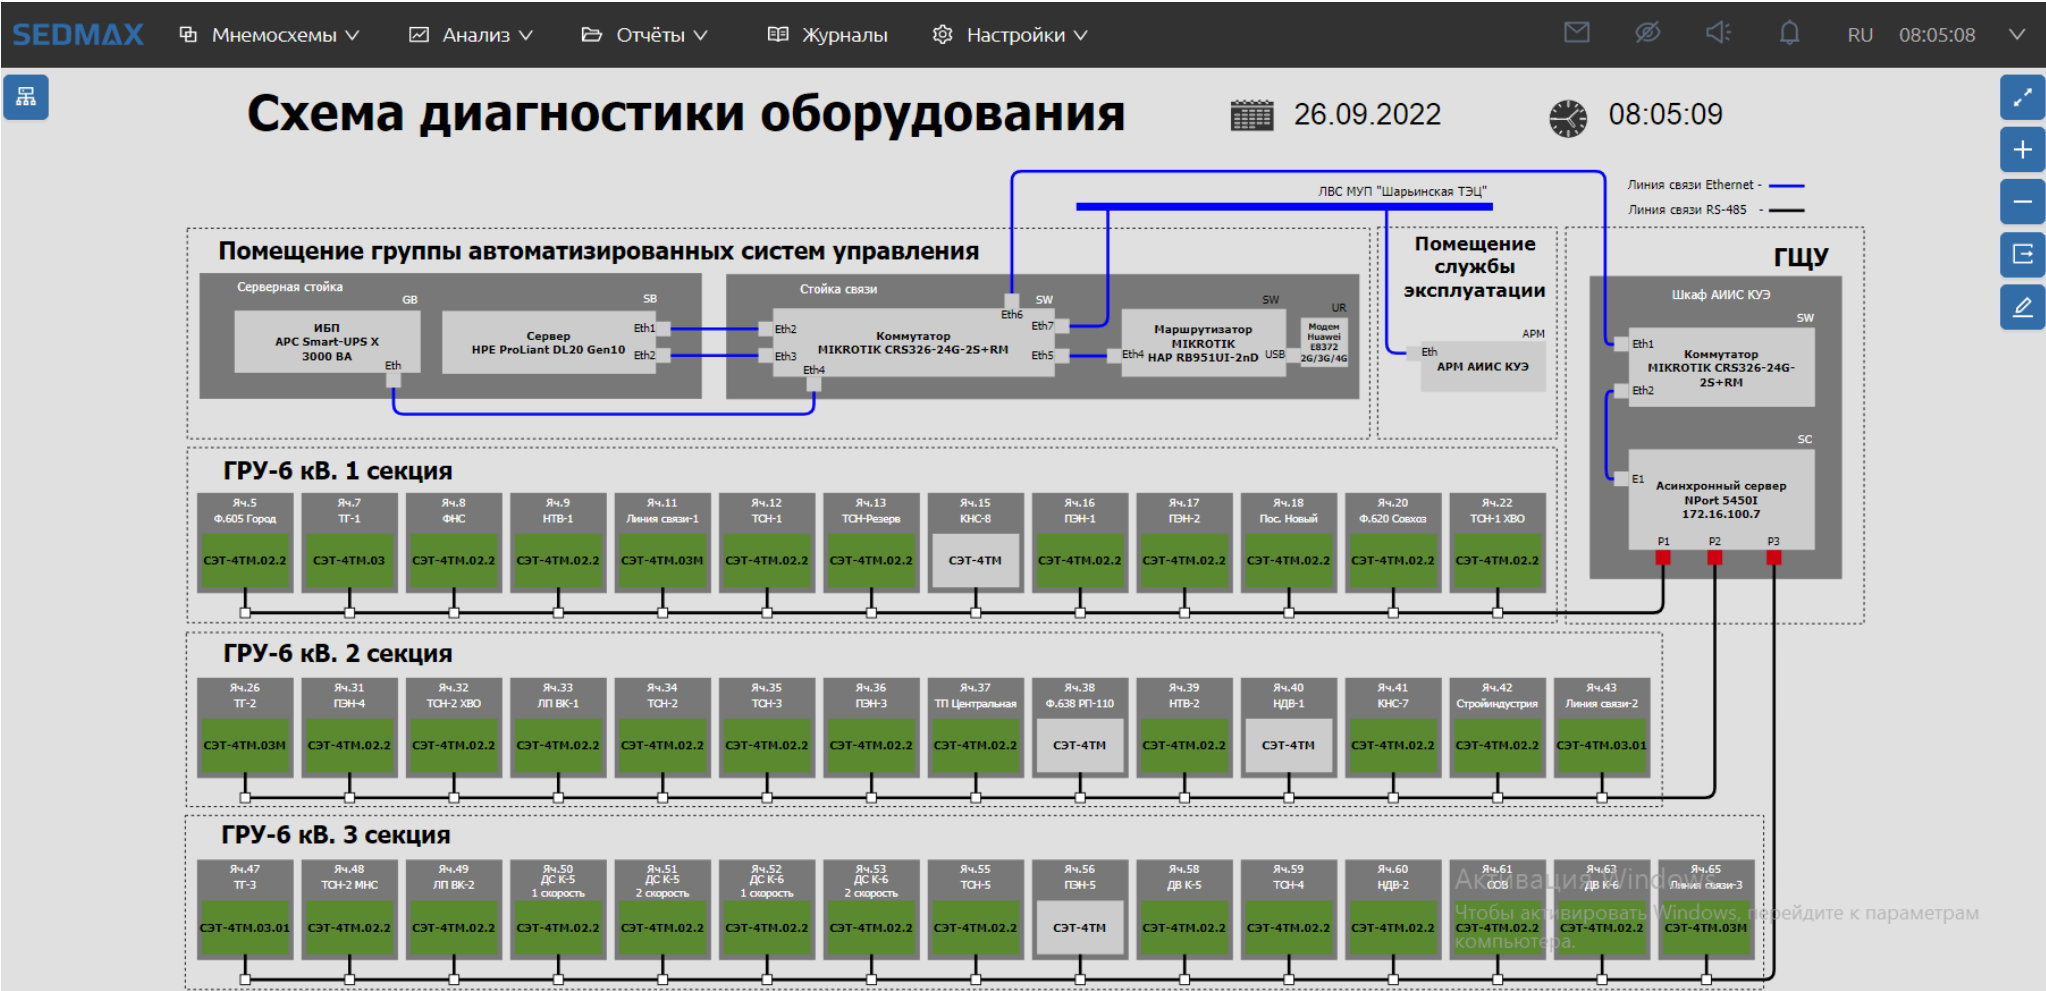 SEDMAX Мнемосхемы Анализ Отчёты Журналы Настройки RU 08:05:08
Схема диагностики оборудования 26.09.2022 08:05:09
ЛВС МУП "Шарьинская ТЭЦ"
Линия связи Ethernet -
Линия связи RS-485 -
Помещение группы автоматизированных систем управления
Серверная стойка
GB
ИБП
APC Smart-UPS X
3000 ВА
Eth
SB
Сервер
HPE ProLiant DL20 Gen10
Eth1
Eth2
Стойка связи
SW
Eth6
Eth2
Eth7
Коммутатор
MIKROTIK CRS326-24G-2S+RM
Eth3
Eth5
Eth4
SW
Маршрутизатор
MIKROTIK
HAP RB951UI-2nD
Eth4
USB
UR
Модем
Huawei
E8372
2G/3G/4G
Помещение
службы
эксплуатации
АРМ
Eth
АРМ АИИС КУЭ
ГЩУ
Шкаф АИИС КУЭ
SW
Eth1
Коммутатор
MIKROTIK CRS326-24G-
2S+RM
Eth2
SC
E1
Асинхронный сервер
NPort 5450I
172.16.100.7
P1 P2 P3
ГРУ-6 кВ. 1 секция
Яч.5 Яч.7 Яч.8 Яч.9 Яч.11 Яч.12 Яч.13 Яч.15 Яч.16 Яч.17 Яч.18 Яч.20 Яч.22
Ф.605 Город ТГ-1 ФНС НТВ-1 Линия связи-1 ТСН-1 ТСН-Резерв КНС-8 ПЭН-1 ПЭН-2 Пос. Новый Ф.620 Совхоз ТСН-1 ХВО
СЭТ-4ТМ.02.2 СЭТ-4ТМ.03 СЭТ-4ТМ.02.2 СЭТ-4ТМ.02.2 СЭТ-4ТМ.03М СЭТ-4ТМ.02.2 СЭТ-4ТМ.02.2 СЭТ-4ТМ СЭТ-4ТМ.02.2 СЭТ-4ТМ.02.2 СЭТ-4ТМ.02.2 СЭТ-4ТМ.02.2 СЭТ-4ТМ.02.2
ГРУ-6 кВ. 2 секция
Яч.26 Яч.31 Яч.32 Яч.33 Яч.34 Яч.35 Яч.36 Яч.37 Яч.38 Яч.39 Яч.40 Яч.41 Яч.42 Яч.43
ТГ-2 ПЭН-4 ТСН-2 ХВО ЛП ВК-1 ТСН-2 ТСН-3 ПЭН-3 ТП Центральная Ф.638 РП-110 НТВ-2 НДВ-1 КНС-7 Стройиндустрия Линия связи-2
СЭТ-4ТМ.03М СЭТ-4ТМ.02.2 СЭТ-4ТМ.02.2 СЭТ-4ТМ.02.2 СЭТ-4ТМ.02.2 СЭТ-4ТМ.02.2 СЭТ-4ТМ.02.2 СЭТ-4ТМ.02.2 СЭТ-4ТМ СЭТ-4ТМ.02.2 СЭТ-4ТМ СЭТ-4ТМ.02.2 СЭТ-4ТМ.02.2 СЭТ-4ТМ.03.01
ГРУ-6 кВ. 3 секция
Яч.47 Яч.48 Яч.49 Яч.50 Яч.51 Яч.52 Яч.53 Яч.55 Яч.56 Яч.58 Яч.59 Яч.60 Яч.61 Яч.63 Яч.65
ТГ-3 ТСН-2 МНС ЛП ВК-2 ДС К-5 ДС К-5 ДС К-6 ДС К-6 ТСН-5 ПЭН-5 ДВ К-5 ТСН-4 НДВ-2 СОВ ДВ К-6 Линия связи-3
1 скорость 2 скорость 1 скорость 2 скорость
СЭТ-4ТМ.03.01 СЭТ-4ТМ.02.2 СЭТ-4ТМ.02.2 СЭТ-4ТМ.02.2 СЭТ-4ТМ.02.2 СЭТ-4ТМ.02.2 СЭТ-4ТМ.02.2 СЭТ-4ТМ.02.2 СЭТ-4ТМ СЭТ-4ТМ.02.2 СЭТ-4ТМ.02.2 СЭТ-4ТМ.02.2 СЭТ-4ТМ.02.2 СЭТ-4ТМ.02.2 СЭТ-4ТМ.03М
Активация Windows
Чтобы активировать Windows, перейдите к параметрам
компьютера.